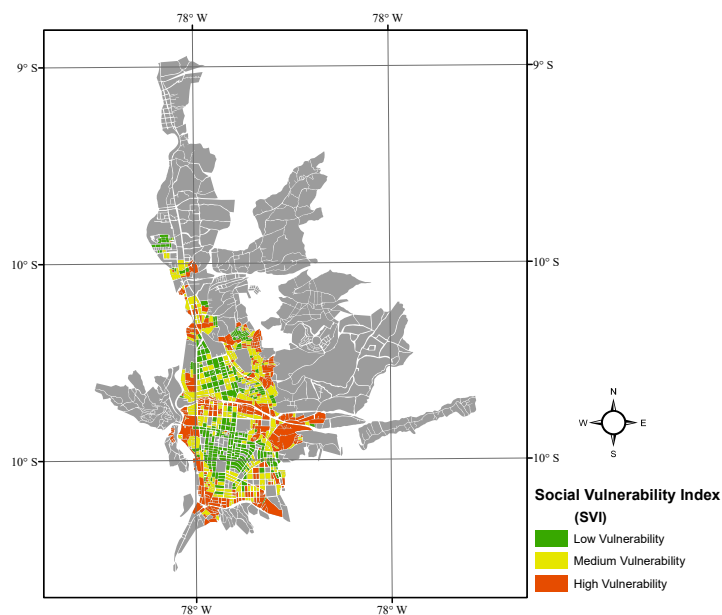 78° W 78° W
9° S 9° S
10° S 10° S
10° S 10° S
78° W 78° W
N
W E
S
Social Vulnerability Index
(SVI)
Low Vulnerability
Medium Vulnerability
High Vulnerability